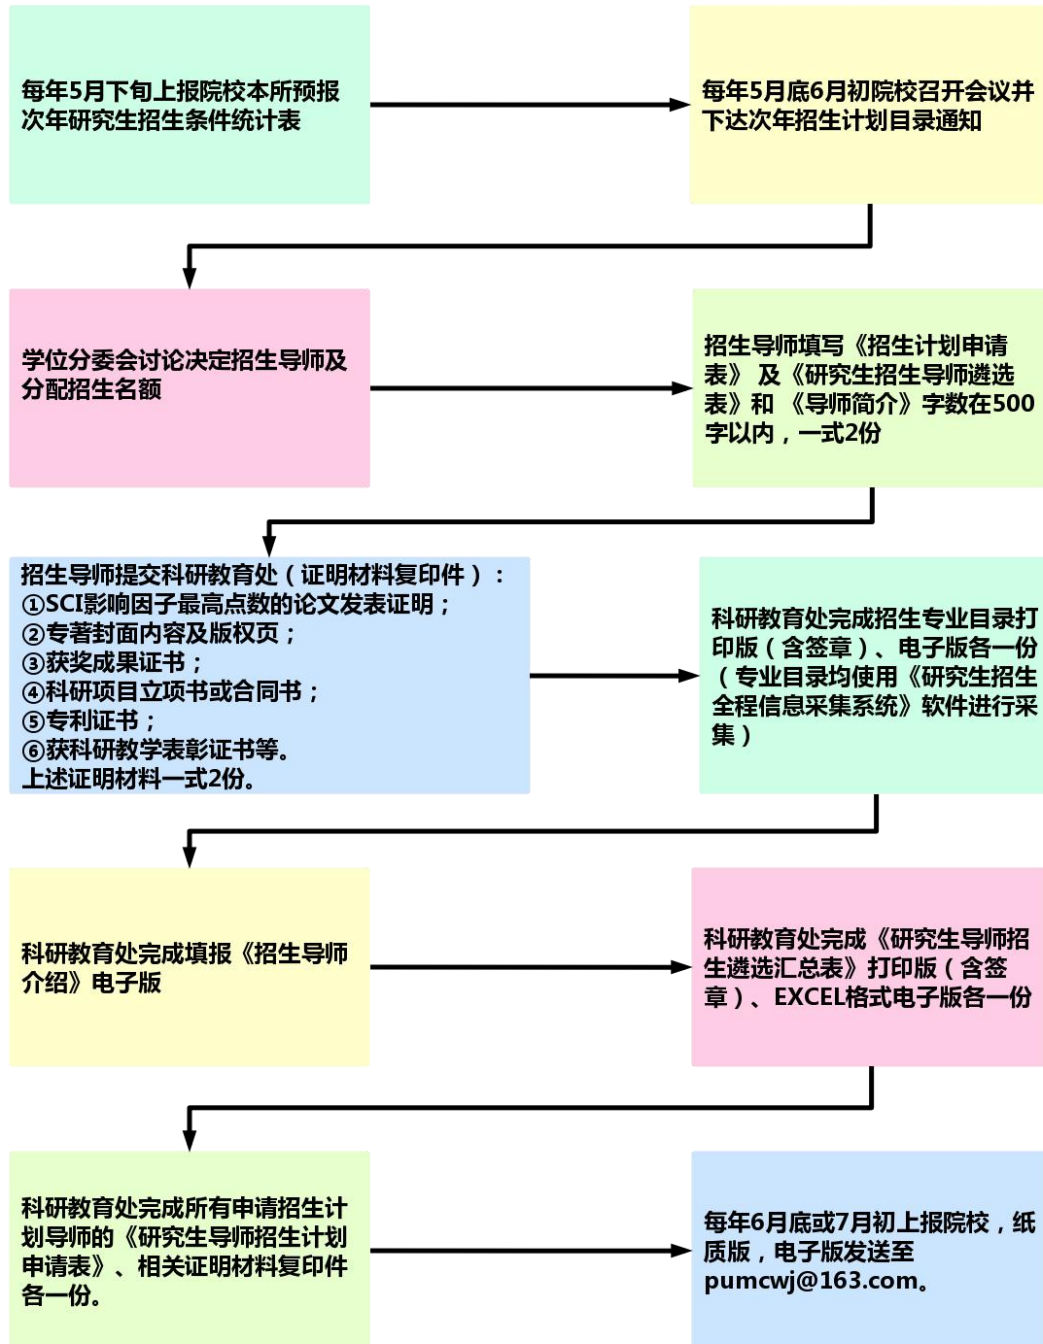 每年5月下旬上报院校本所预报
次年研究生招生条件统计表
每年5月底6月初院校召开会议并
下达次年招生计划目录通知
学位分委会讨论决定招生导师及
分配招生名额
招生导师填写《招生计划申请
表》 及《研究生招生导师遴选
表》和 《导师简介》字数在500
字以内，一式2份
招生导师提交科研教育处（证明材料复印件）：
①SCI影响因子最高点数的论文发表证明；
②专著封面内容及版权页；
③获奖成果证书；
④科研项目立项书或合同书；
⑤专利证书；
⑥获科研教学表彰证书等。
上述证明材料一式2份。
科研教育处完成招生专业目录打
印版（含签章）、电子版各一份
（专业目录均使用《研究生招生
全程信息采集系统》软件进行采
集）
科研教育处完成填报《招生导师
介绍》电子版
科研教育处完成《研究生导师招
生遴选汇总表》打印版（含签
章）、EXCEL格式电子版各一份
科研教育处完成所有申请招生计
划导师的《研究生导师招生计划
申请表》、相关证明材料复印件
各一份。
每年6月底或7月初上报院校，纸
质版，电子版发送至
pumcwj@163.com。